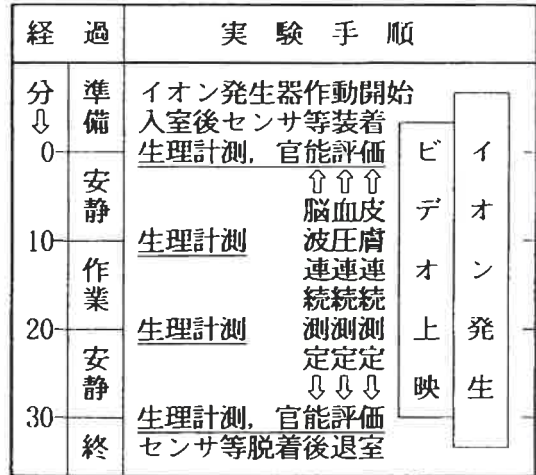 経過 実験手順
分 準備 イオン発生器作動開始
⇩ 入室後センサ等装着
0 生理計測, 官能評価
安静
⇧⇧⇧
脳波連続測定
血圧連続測定
皮膚連続測定
⇩⇩⇩
10 生理計測
作業
20 生理計測
安静
30 生理計測, 官能評価
終 センサ等脱着後退室
ビデオ上映
イオン発生